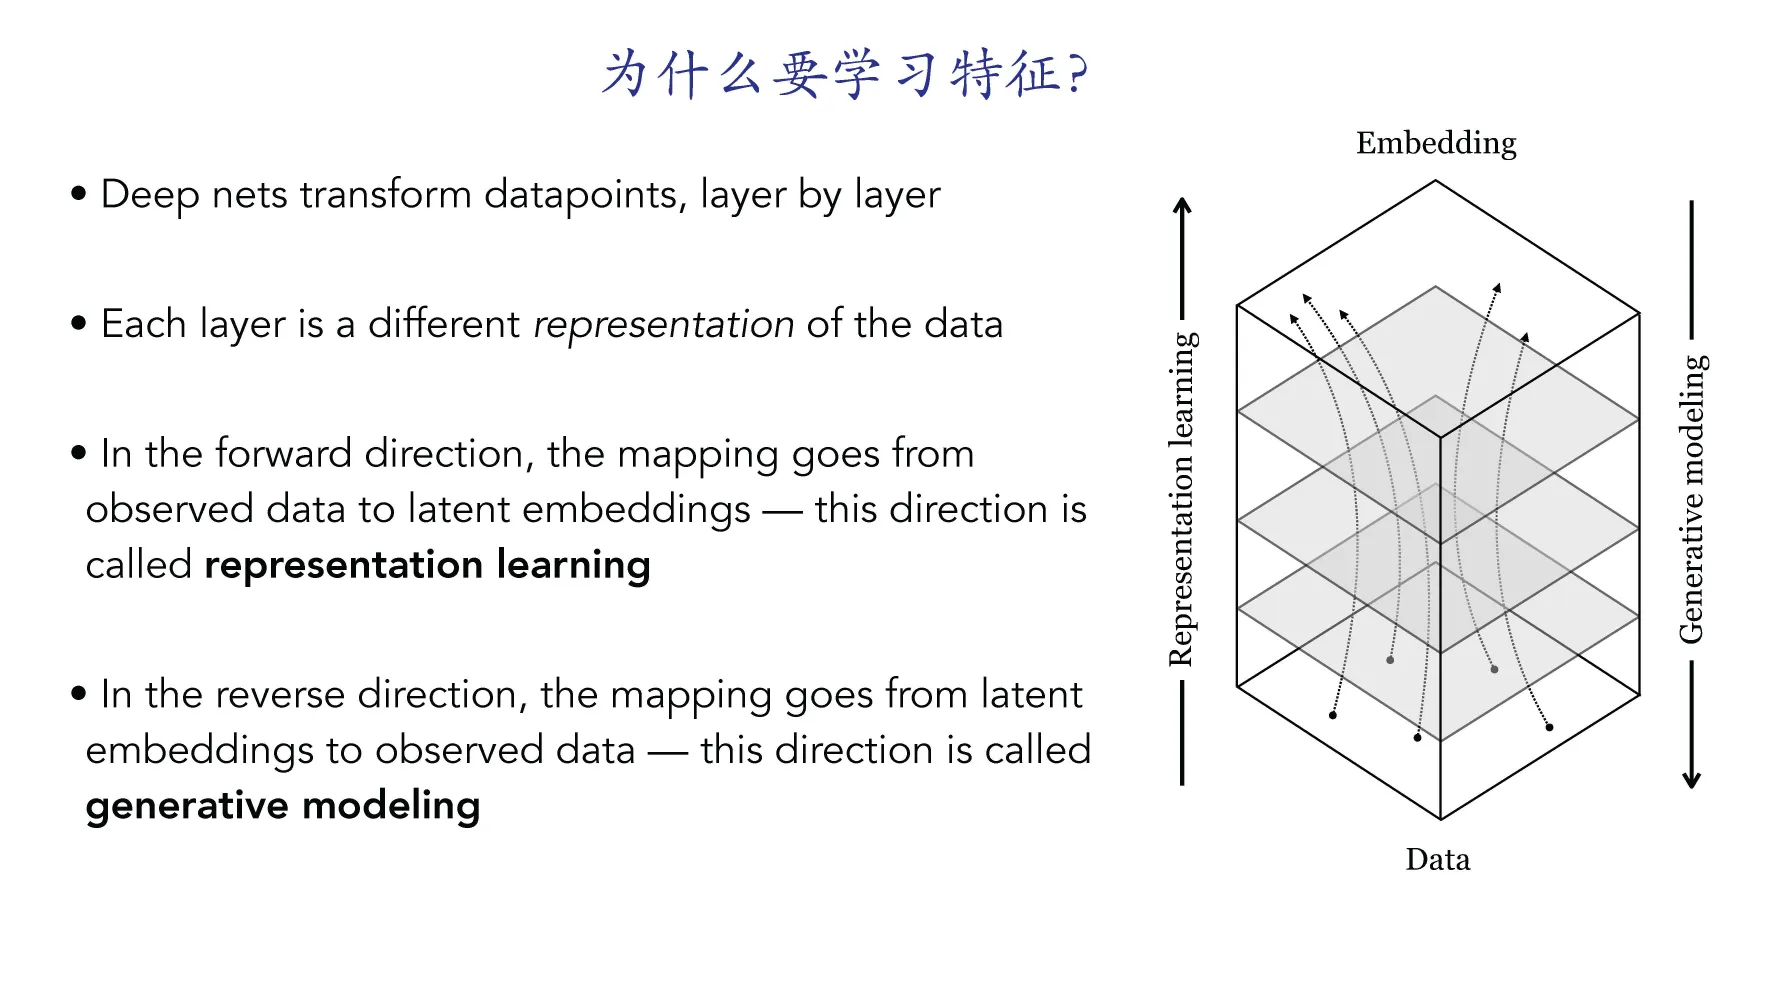 为什么要学习特征?
• Deep nets transform datapoints, layer by layer
• Each layer is a different representation of the data
• In the forward direction, the mapping goes from
observed data to latent embeddings — this direction is
called representation learning
• In the reverse direction, the mapping goes from latent
embeddings to observed data — this direction is called
generative modeling
Embedding
Representation learning
Generative modeling
Data